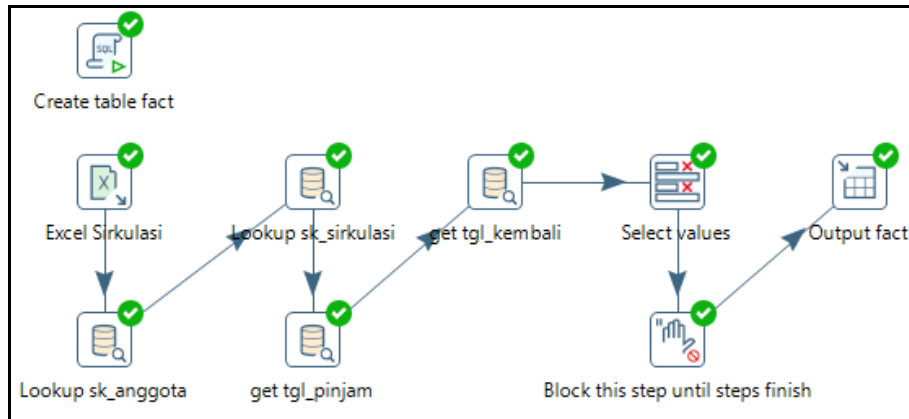 SQL
Create table fact
X
Excel Sirkulasi
Lookup sk_sirkulasi
get tgl_kembali
Select values
Output fact
Lookup sk_anggota
get tgl_pinjam
Block this step until steps finish